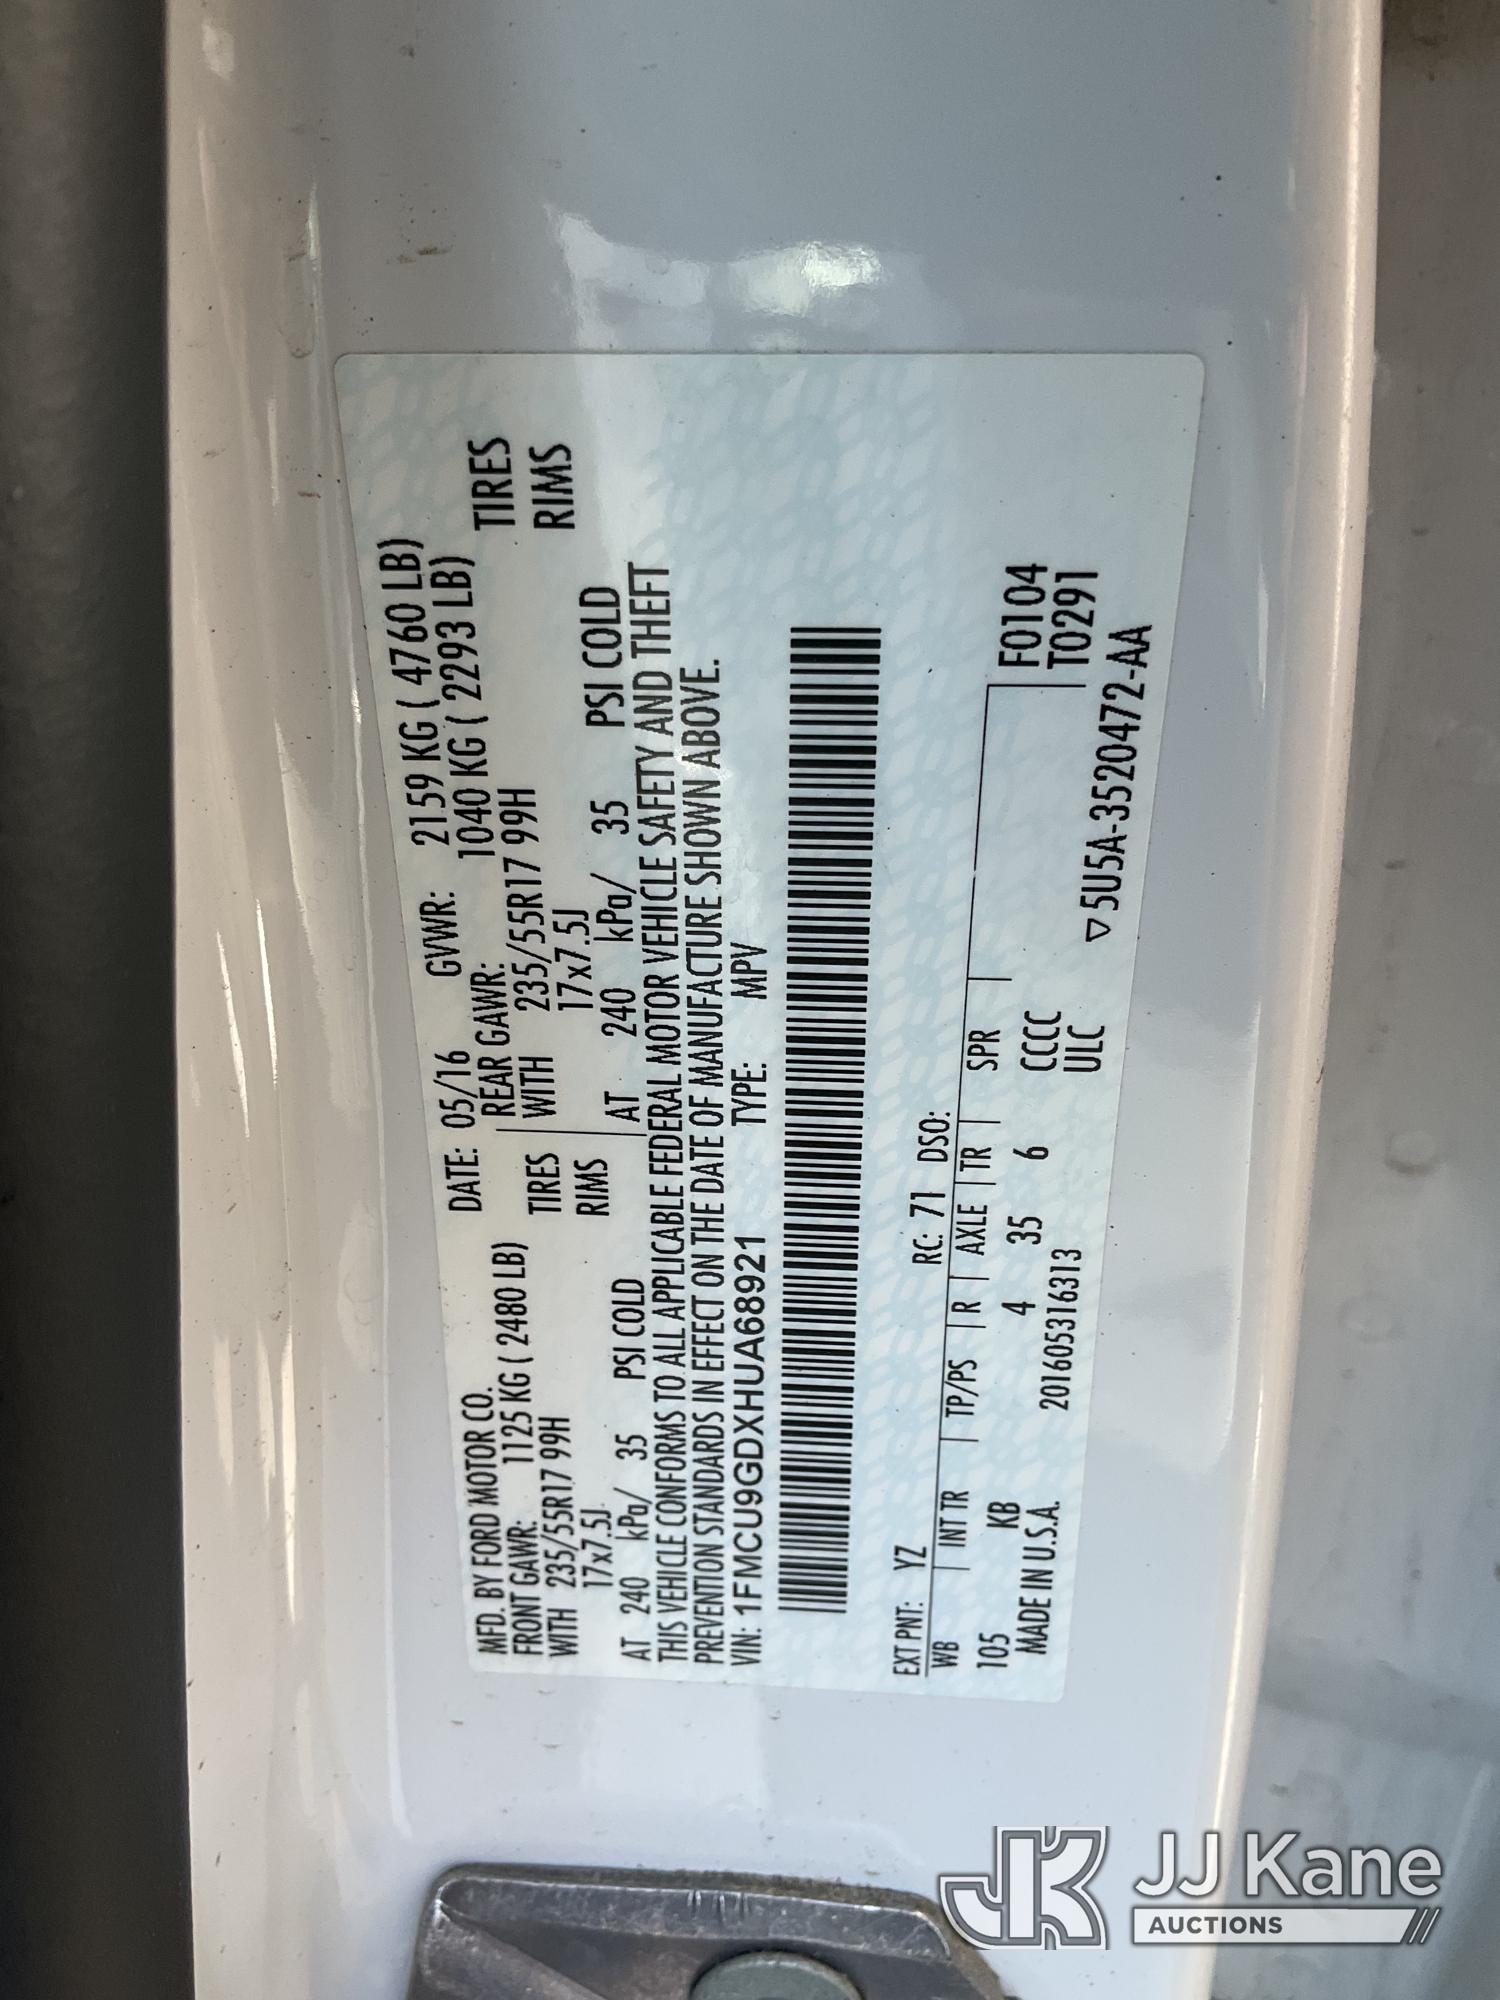 MFD. BY FORD MOTOR CO.
DATE: 05/16 GVWR: 2159 KG ( 4760 LB)
FRONT GAWR: 1125 KG ( 2480 LB) REAR GAWR: 1040 KG ( 2293 LB)
WITH 235/55R17 99H TIRES WITH 235/55R17 99H TIRES
17x7.5J RIMS 17x7.5J RIMS
AT 240 kPa/ 35 PSI COLD AT 240 kPa/ 35 PSI COLD
THIS VEHICLE CONFORMS TO ALL APPLICABLE FEDERAL MOTOR VEHICLE SAFETY AND THEFT
PREVENTION STANDARDS IN EFFECT ON THE DATE OF MANUFACTURE SHOWN ABOVE.
VIN: 1FMCU9GDXHUA68921 TYPE: MPV
EXT PNT: YZ RC: 71 DSO:
WB | INT TR | TP/PS | R | AXLE | TR | SPR | F0104
105 KB 4 35 6 CCCC T0291
MADE IN U.S.A. 201605316313 ULC
▽5U5A-3520472-AA
JK JJ Kane
AUCTIONS